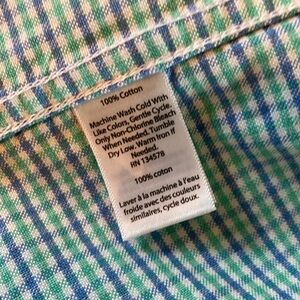 100% Cotton
Machine Wash Cold With
Like Colors, Gentle Cycle.
Only Non-Chlorine Bleach
When Needed. Tumble
Dry Low. Warm Iron If
Needed.
RN 134578
100% coton
Laver à la machine à l'eau
froide avec des couleurs
similaires, cycle doux.